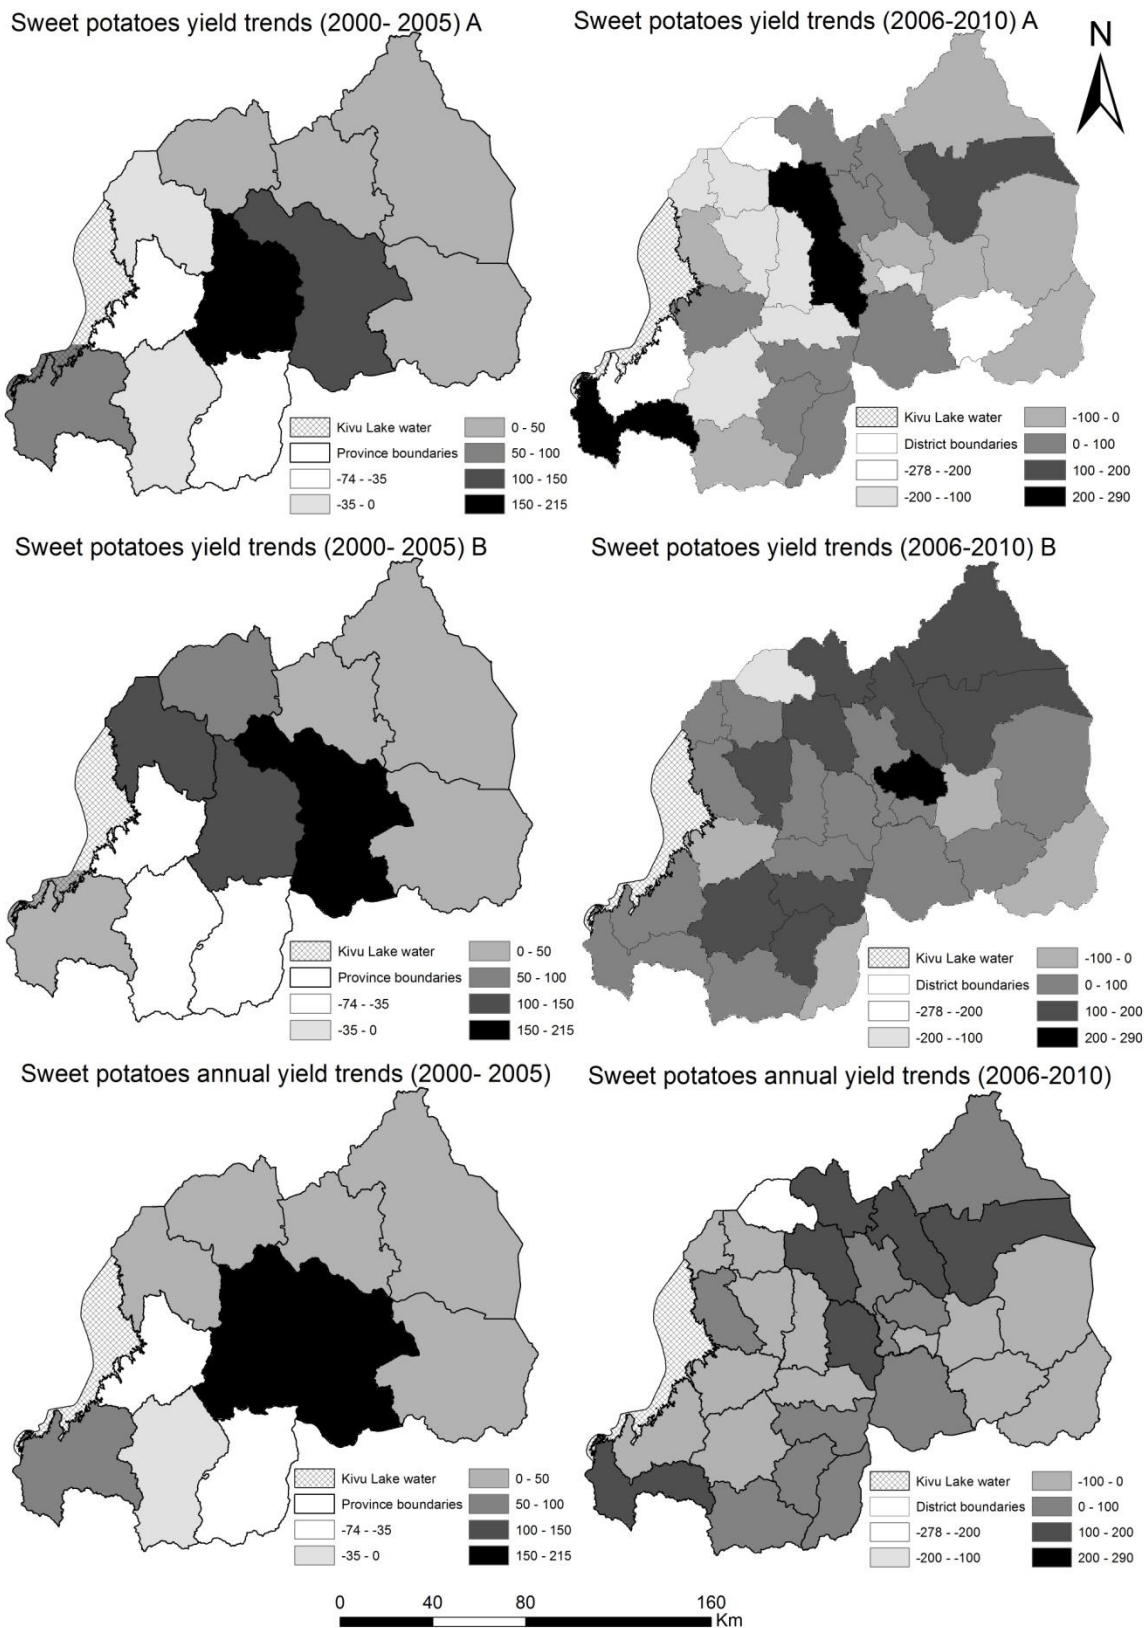 Sweet potatoes yield trends (2000- 2005) A
Sweet potatoes yield trends (2006-2010) A
N
Kivu Lake water
Province boundaries
-74 - -35
-35 - 0
0 - 50
50 - 100
100 - 150
150 - 215
Kivu Lake water
District boundaries
-278 - -200
-200 - -100
-100 - 0
0 - 100
100 - 200
200 - 290
Sweet potatoes yield trends (2000- 2005) B
Sweet potatoes yield trends (2006-2010) B
Kivu Lake water
Province boundaries
-74 - -35
-35 - 0
0 - 50
50 - 100
100 - 150
150 - 215
Kivu Lake water
District boundaries
-278 - -200
-200 - -100
-100 - 0
0 - 100
100 - 200
200 - 290
Sweet potatoes annual yield trends (2000- 2005)
Sweet potatoes annual yield trends (2006-2010)
Kivu Lake water
Province boundaries
-74 - -35
-35 - 0
0 - 50
50 - 100
100 - 150
150 - 215
Kivu Lake water
District boundaries
-278 - -200
-200 - -100
-100 - 0
0 - 100
100 - 200
200 - 290
0 40 80 160
Km